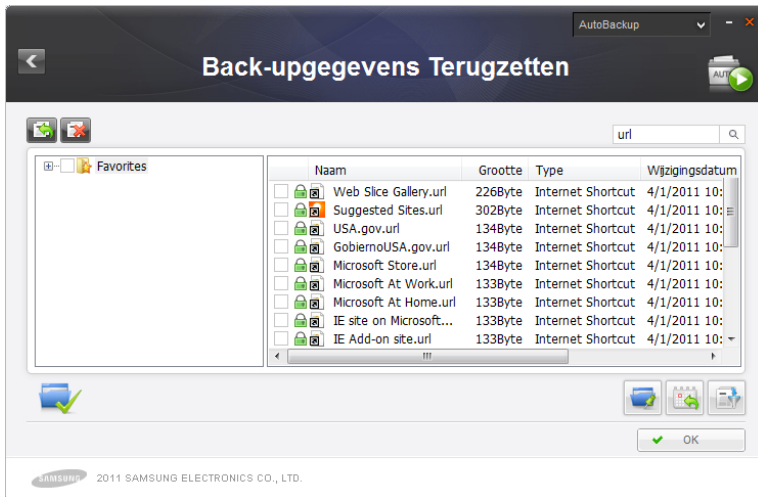 AutoBackup
Back-upgegevens Terugzetten
AUTO
url
Favorites
Naam Grootte Type Wijzigingsdatum
Web Slice Gallery.url 226Byte Internet Shortcut 4/1/2011 10:
Suggested Sites.url 302Byte Internet Shortcut 4/1/2011 10:
USA.gov.url 134Byte Internet Shortcut 4/1/2011 10:
GobiernoUSA.gov.url 134Byte Internet Shortcut 4/1/2011 10:
Microsoft Store.url 134Byte Internet Shortcut 4/1/2011 10:
Microsoft At Work.url 133Byte Internet Shortcut 4/1/2011 10:
Microsoft At Home.url 133Byte Internet Shortcut 4/1/2011 10:
IE site on Microsoft... 133Byte Internet Shortcut 4/1/2011 10:
IE Add-on site.url 133Byte Internet Shortcut 4/1/2011 10:
OK
SAMSUNG 2011 SAMSUNG ELECTRONICS CO., LTD.